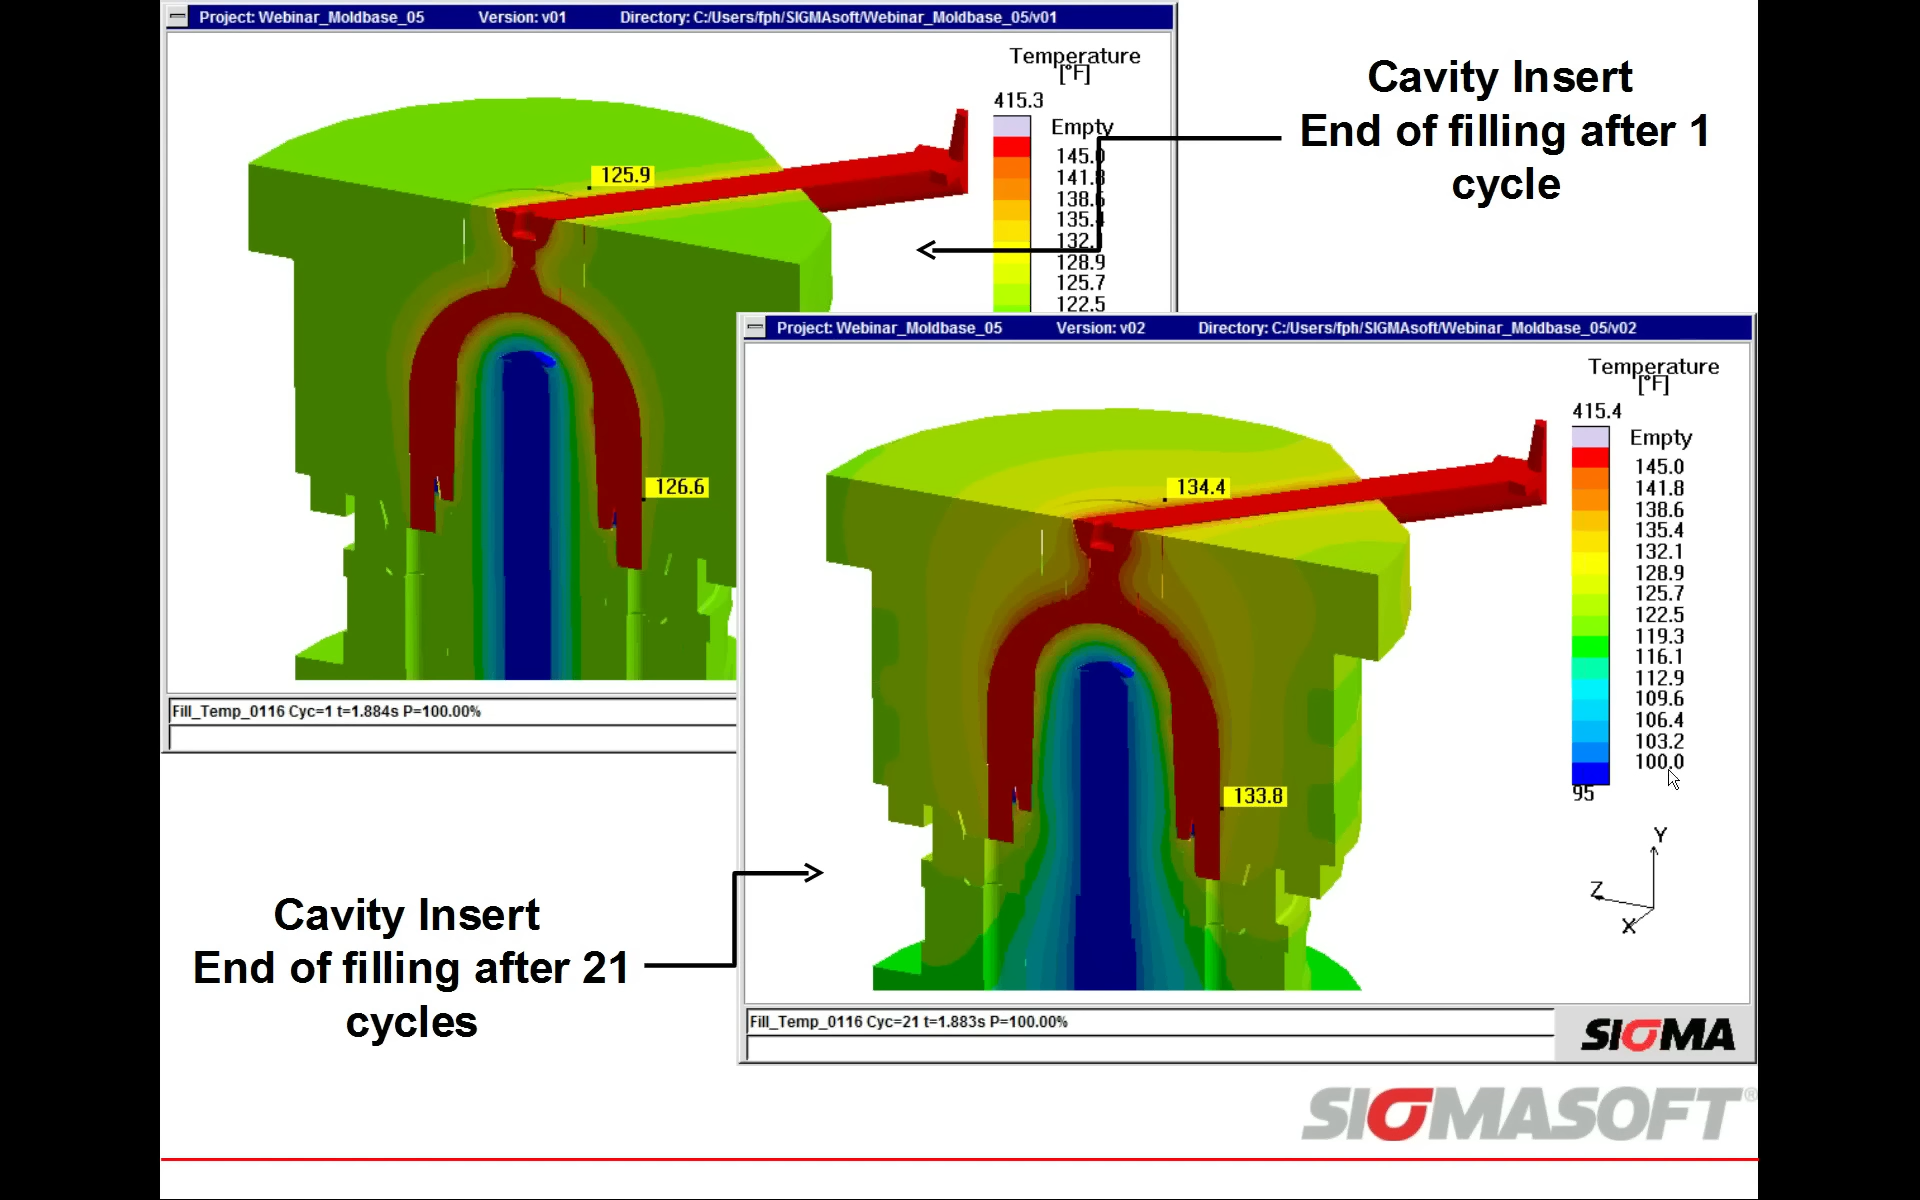 Project: Webinar_Moldbase_05 Version: v01 Directory: C:/Users/fph/SIGMAsoft/Webinar_Moldbase_05/v01
Temperature
[°F]
415.3
Empty
145.0
141.8
138.6
135.4
132.1
128.9
125.7
122.5
125.9
126.6
Fill_Temp_0116 Cyc=1 t=1.884s P=100.00%
Cavity Insert
End of filling after 1
cycle
Project: Webinar_Moldbase_05 Version: v02 Directory: C:/Users/fph/SIGMAsoft/Webinar_Moldbase_05/v02
Temperature
[°F]
415.4
Empty
145.0
141.8
138.6
135.4
132.1
128.9
125.7
122.5
119.3
116.1
112.9
109.6
106.4
103.2
100.0
95
134.4
133.8
Y
Z
X
Fill_Temp_0116 Cyc=21 t=1.883s P=100.00%
SIGMA
Cavity Insert
End of filling after 21
cycles
SIGMASOFT®